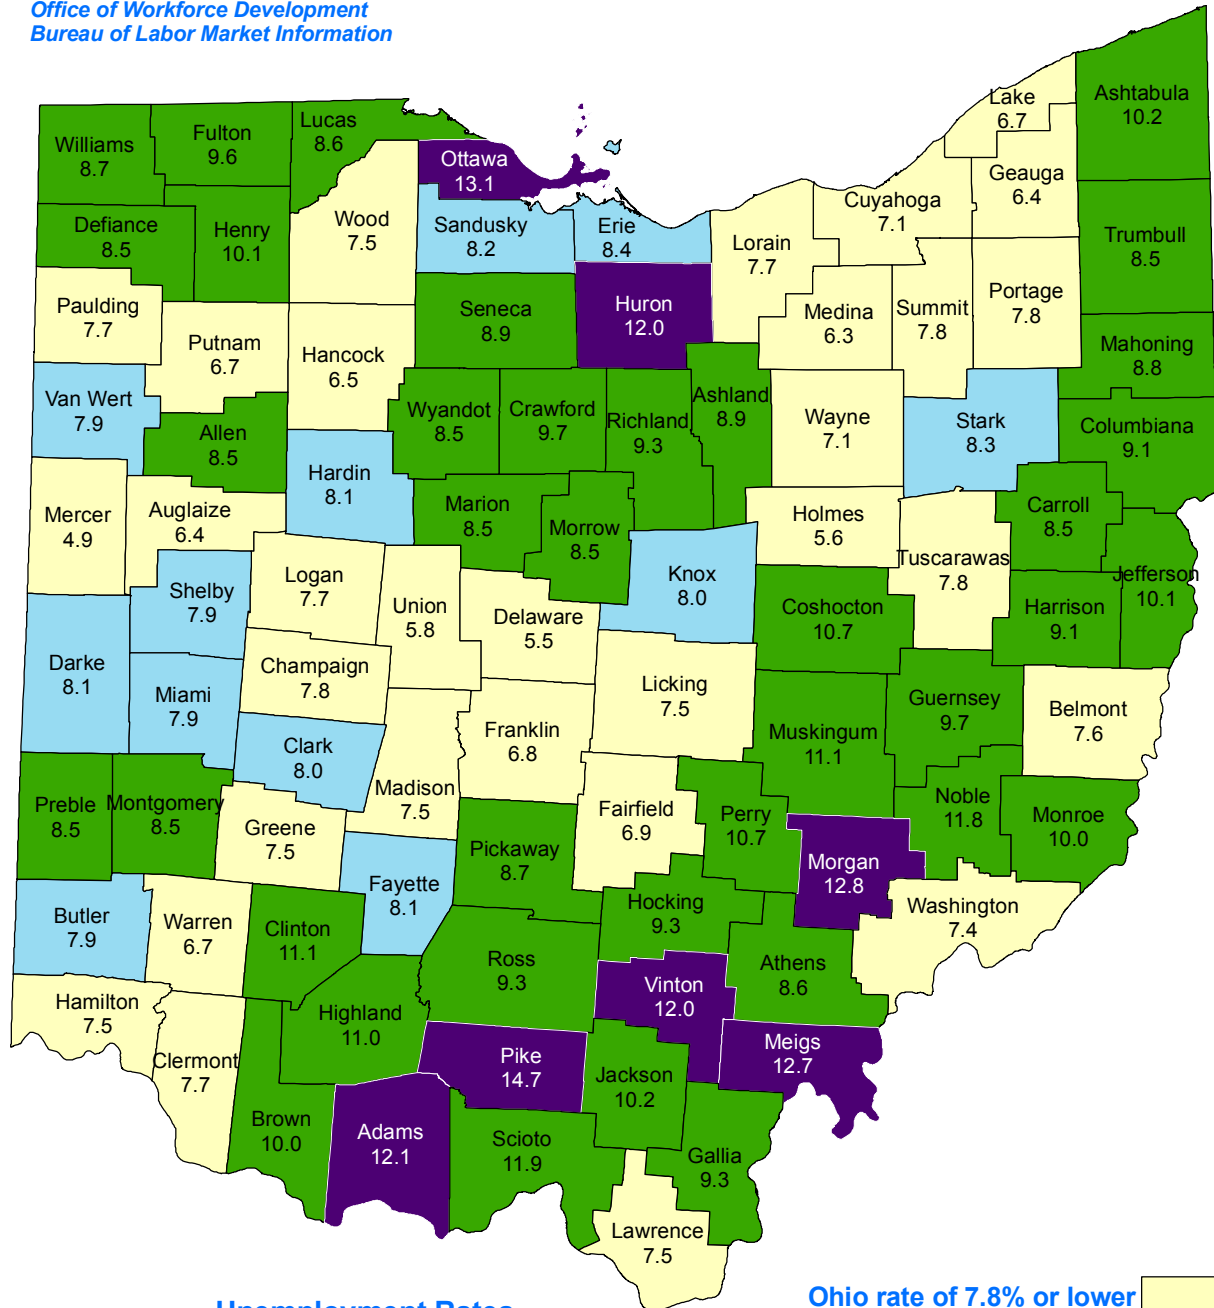 Office of Workforce Development
Bureau of Labor Market Information
Lake
6.7
Ashtabula
10.2
Williams
8.7
Fulton
9.6
Lucas
8.6
Ottawa
13.1
Geauga
6.4
Cuyahoga
7.1
Defiance
8.5
Henry
10.1
Wood
7.5
Sandusky
8.2
Erie
8.4
Lorain
7.7
Trumbull
8.5
Paulding
7.7
Putnam
6.7
Hancock
6.5
Seneca
8.9
Huron
12.0
Medina
6.3
Summit
7.8
Portage
7.8
Mahoning
8.8
Van Wert
7.9
Allen
8.5
Wyandot
8.5
Crawford
9.7
Richland
9.3
Ashland
8.9
Wayne
7.1
Stark
8.3
Columbiana
9.1
Hardin
8.1
Mercer
4.9
Auglaize
6.4
Marion
8.5
Morrow
8.5
Holmes
5.6
Carroll
8.5
Tuscarawas
7.8
Jefferson
10.1
Shelby
7.9
Logan
7.7
Union
5.8
Delaware
5.5
Knox
8.0
Coshocton
10.7
Harrison
9.1
Darke
8.1
Miami
7.9
Champaign
7.8
Licking
7.5
Guernsey
9.7
Belmont
7.6
Clark
8.0
Franklin
6.8
Muskingum
11.1
Madison
7.5
Preble
8.5
Montgomery
8.5
Greene
7.5
Fairfield
6.9
Perry
10.7
Noble
11.8
Monroe
10.0
Pickaway
8.7
Morgan
12.8
Fayette
8.1
Butler
7.9
Warren
6.7
Clinton
11.1
Hocking
9.3
Washington
7.4
Ross
9.3
Athens
8.6
Vinton
12.0
Hamilton
7.5
Highland
11.0
Clermont
7.7
Pike
14.7
Meigs
12.7
Jackson
10.2
Brown
10.0
Adams
12.1
Scioto
11.9
Gallia
9.3
Lawrence
7.5
Unemployment Rates
Ohio rate of 7.8% or lower